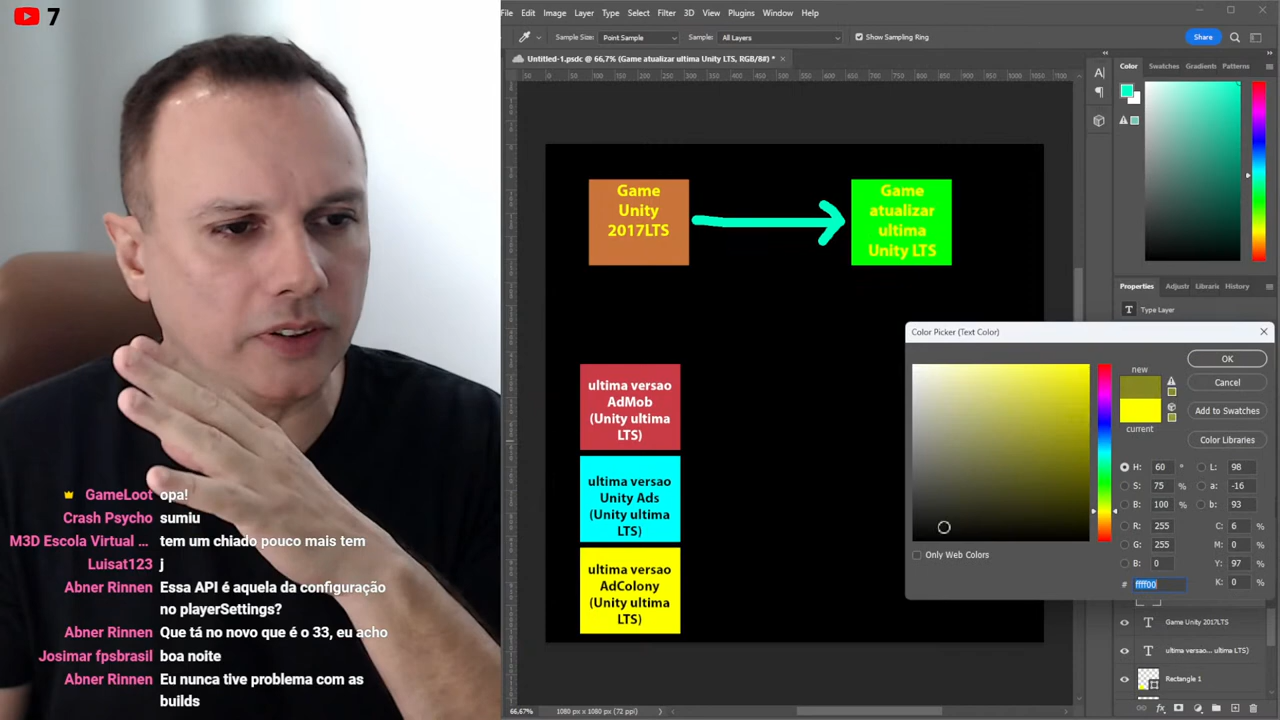 7
GameLoot opa!
Crash Psycho sumiu
M3D Escola Virtual ... tem um chiado pouco mais tem
Luisat123 j
Abner Rinnen Essa API é aquela da configuração
no playerSettings?
Abner Rinnen Que tá no novo que é o 33, eu acho
Josimar fpsbrasil boa noite
Abner Rinnen Eu nunca tive problema com as
builds
File Edit Image Layer Type Select Filter 3D View Plugins Window Help
Sample Size: Point Sample Sample: All Layers Show Sampling Ring Share
Untitled-1.psdc @ 66,7% (Game atualizar ultima Unity LTS, RGB/8#) *
Game
Unity
2017LTS
Game
atualizar
ultima
Unity LTS
ultima versao
AdMob
(Unity ultima
LTS)
ultima versao
Unity Ads
(Unity ultima
LTS)
ultima versao
AdColony
(Unity ultima
LTS)
66,67% 1080 px x 1080 px (72 ppi)
Color Swatches Gradients Patterns
Properties Adjustr Libraries History
Type Layer
Color Picker (Text Color)
new
current
OK
Cancel
Add to Swatches
Color Libraries
H: 60 ° L: 98
S: 75 % a: -16
B: 100 % b: 93
R: 255 C: 6 %
G: 255 M: 0 %
B: 0 Y: 97 %
# ffff00 K: 0 %
Only Web Colors
Game Unity 2017LTS
ultima versao... ultima LTS)
Rectangle 1